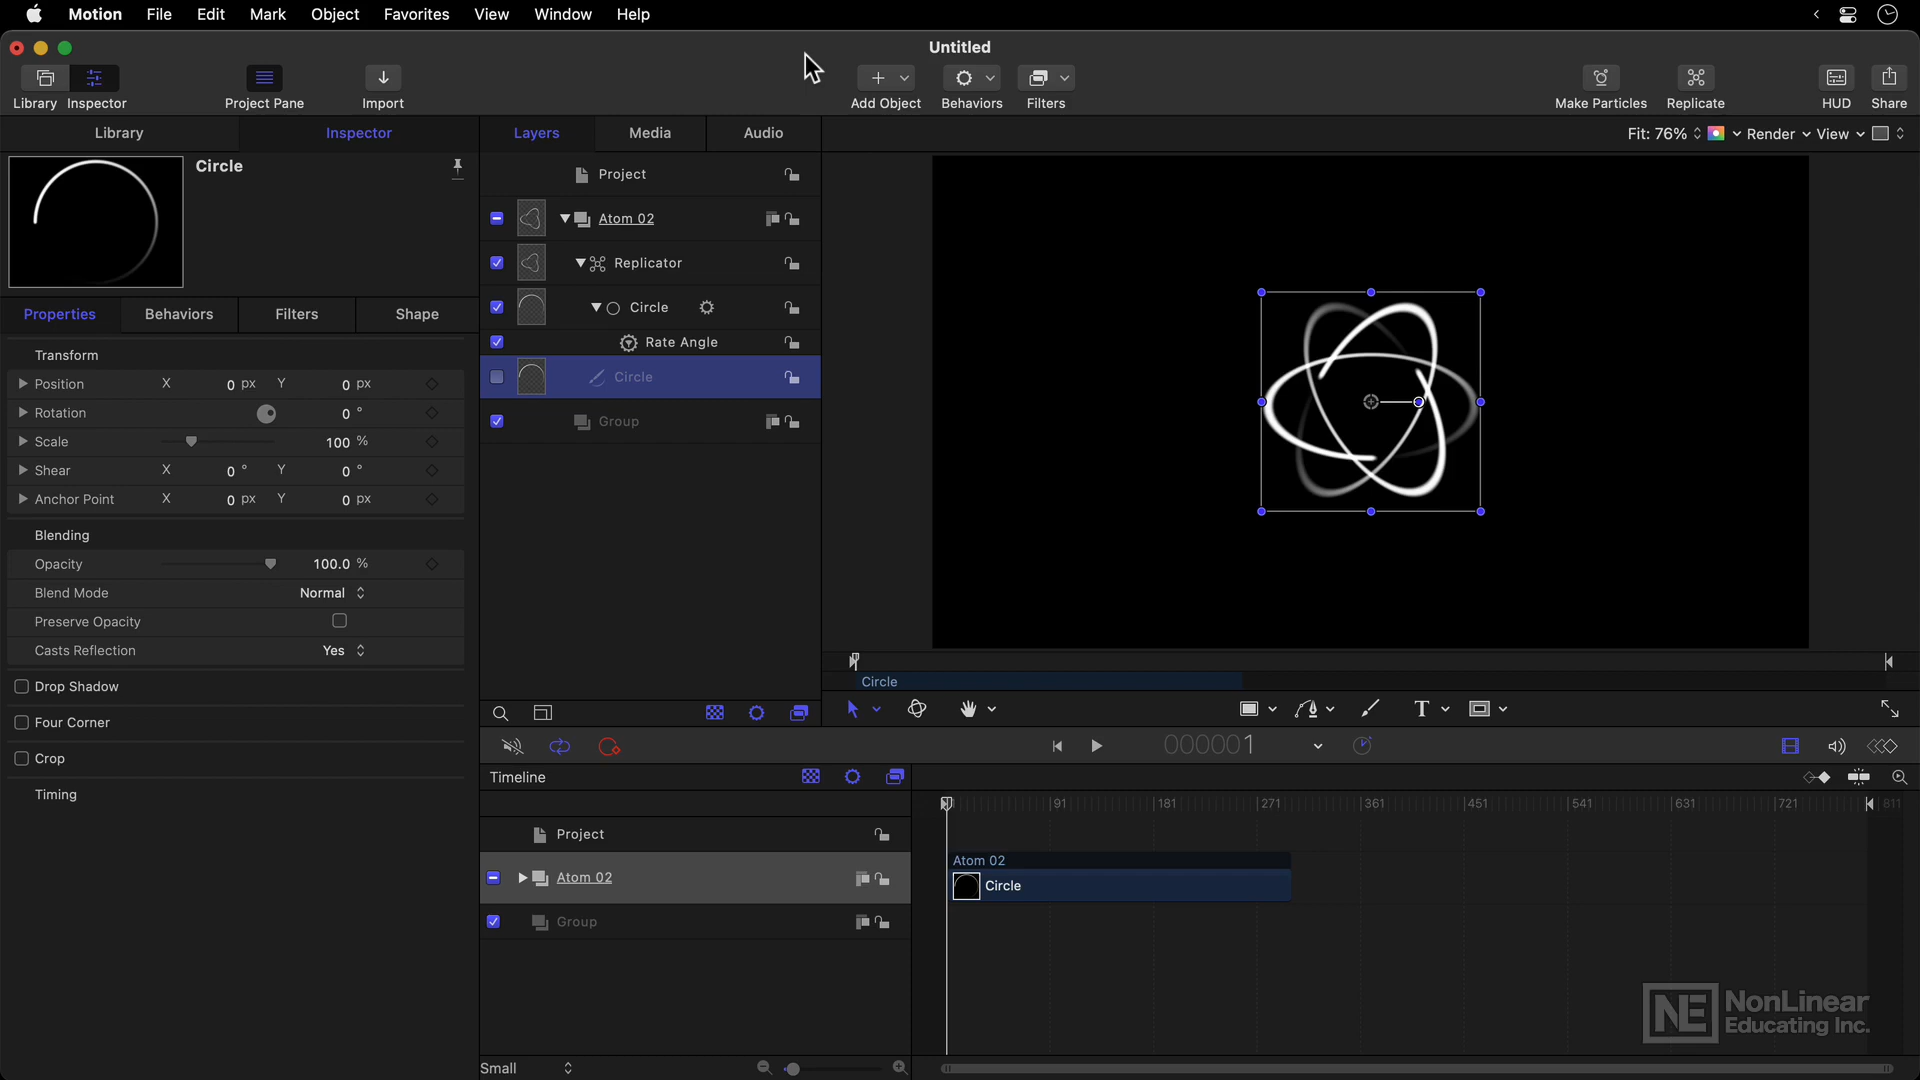 Motion File Edit Mark Object Favorites View Window Help
Untitled
Library Inspector Project Pane Import Add Object Behaviors Filters Make Particles Replicate HUD Share
Library Inspector Layers Media Audio Fit: 76% Render View
Circle
Project
Atom 02
Replicator
Circle
Rate Angle
Circle
Group
Properties Behaviors Filters Shape
Transform
Position X 0 px Y 0 px
Rotation 0 °
Scale 100 %
Shear X 0 ° Y 0 °
Anchor Point X 0 px Y 0 px
Blending
Opacity 100.0 %
Blend Mode Normal
Preserve Opacity
Casts Reflection Yes
Drop Shadow
Four Corner
Crop
Timing
Circle
T
000001
Timeline
91 181 271 361 451 541 631 721 811
Project
Atom 02
Group
Atom 02
Circle
Small
NE NonLinear
Educating Inc.